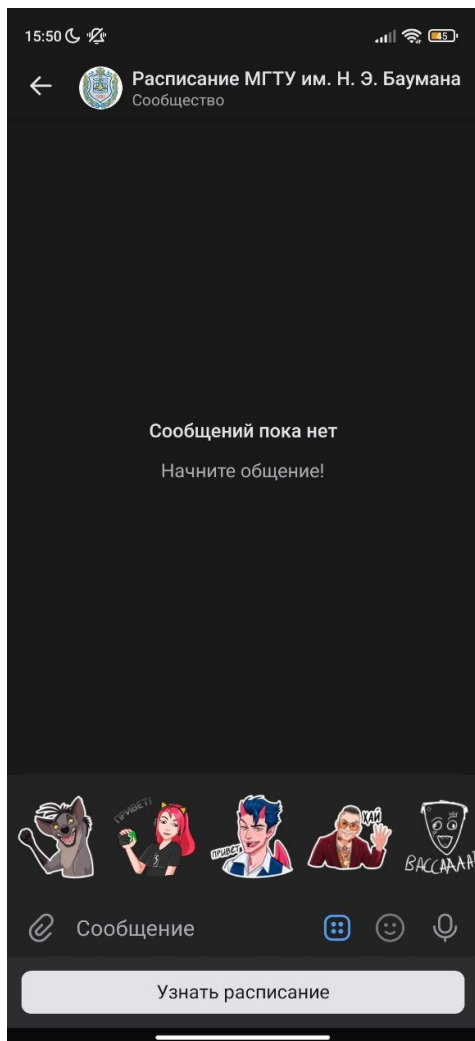 15:50
45
Расписание МГТУ им. Н. Э. Баумана
Сообщество
Сообщений пока нет
Начните общение!
ПРИВЕТ!
ПРИВЕТ
ХАЙ
ВАССАААА
Сообщение
Узнать расписание